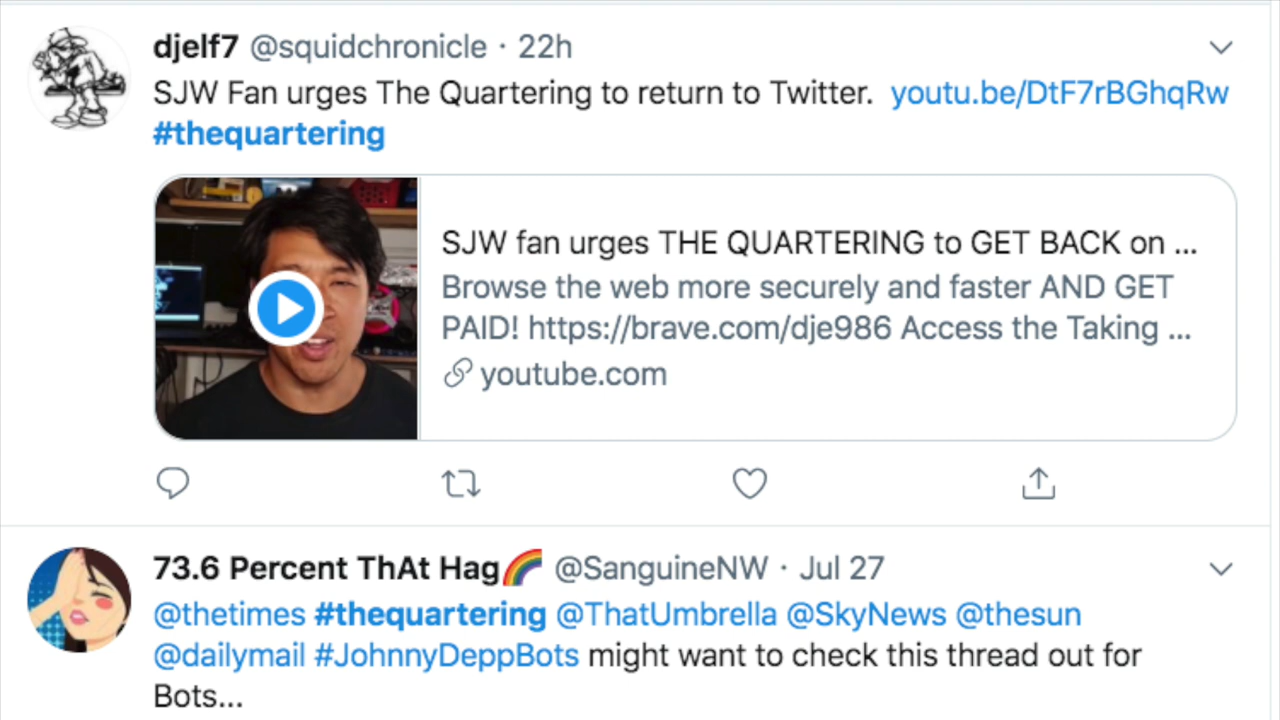 djelf7 @squidchronicle · 22h
SJW Fan urges The Quartering to return to Twitter. youtu.be/DtF7rBGhqRw
#thequartering
SJW fan urges THE QUARTERING to GET BACK on ...
Browse the web more securely and faster AND GET
PAID! https://brave.com/dje986 Access the Taking ...
youtube.com
73.6 Percent ThAt Hag🌈 @SanguineNW · Jul 27
@thetimes #thequartering @ThatUmbrella @SkyNews @thesun
@dailymail #JohnnyDeppBots might want to check this thread out for
Bots...